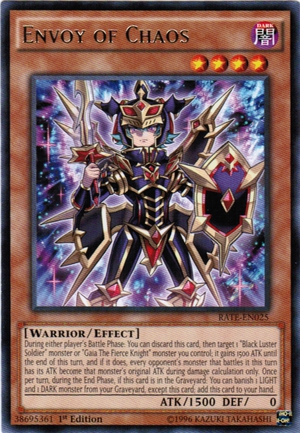 ENVOY OF CHAOS
DARK
闇
RATE-EN025
[WARRIOR/EFFECT]
During either player's Battle Phase: You can discard this card, then target 1 "Black Luster
Soldier" monster or "Gaia The Fierce Knight" monster you control; it gains 1500 ATK until
the end of this turn, and if it does, every opponent's monster that battles it this turn
has its ATK become that monster's original ATK during damage calculation only. Once
per turn, during the End Phase, if this card is in the Graveyard: You can banish 1 LIGHT
and 1 DARK monster from your Graveyard, except this card; add this card to your hand.
ATK/1500 DEF/ 0
38695361 1st Edition ©1996 KAZUKI TAKAHASHI